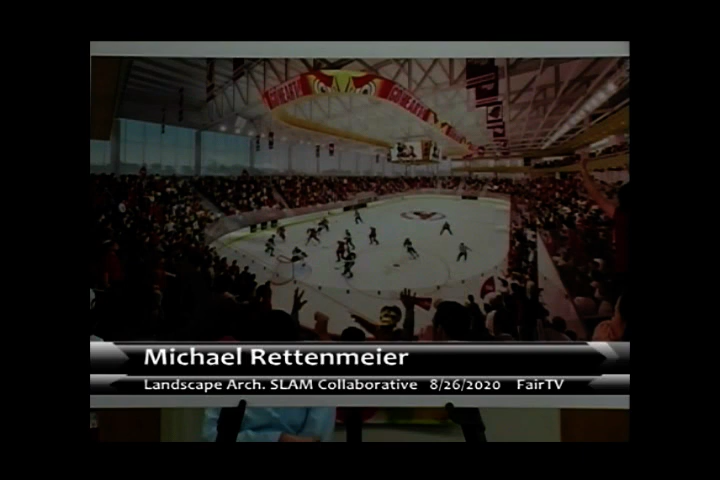 Michael Rettenmeier
Landscape Arch. SLAM Collaborative 8/26/2020 FairTV